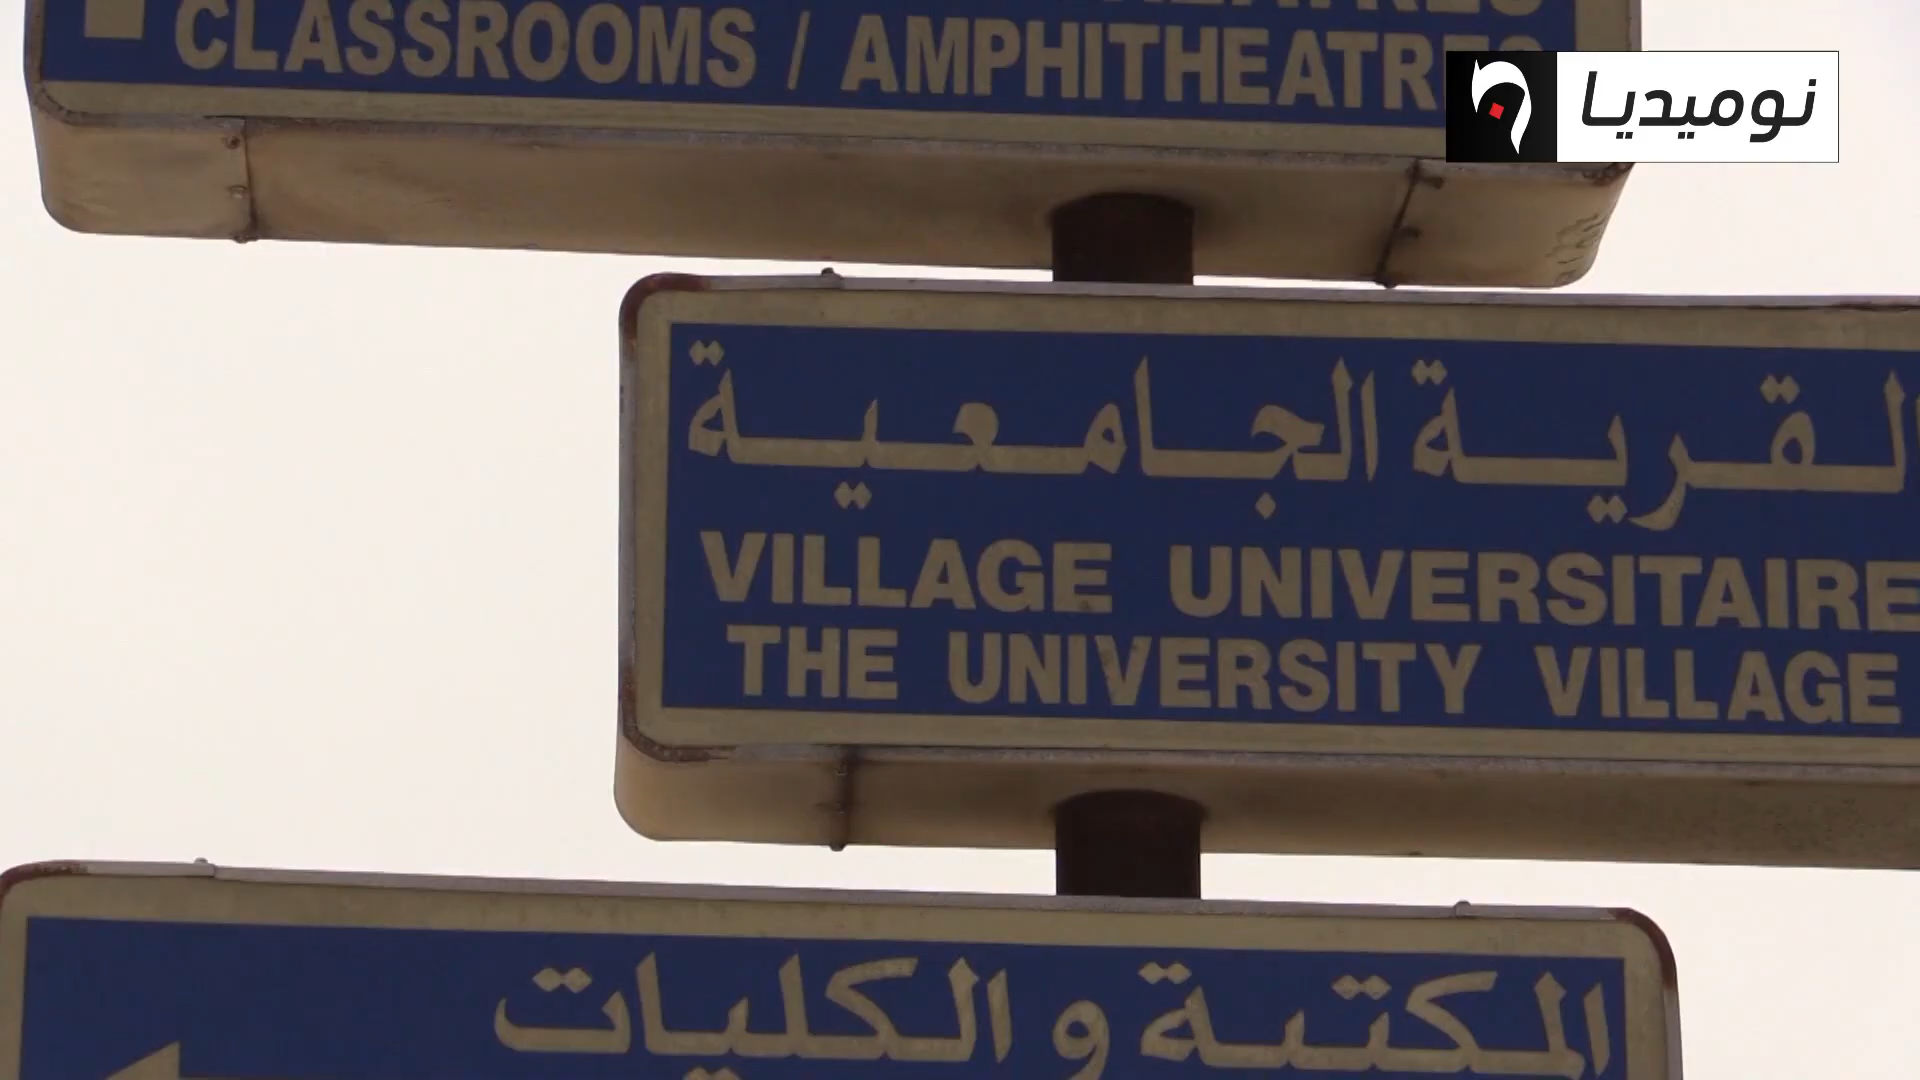 CLASSROOMS / AMPHITHEATRES
نوميديا
القرية الجامعية
VILLAGE UNIVERSITAIRE
THE UNIVERSITY VILLAGE
المكتبة و الكليات